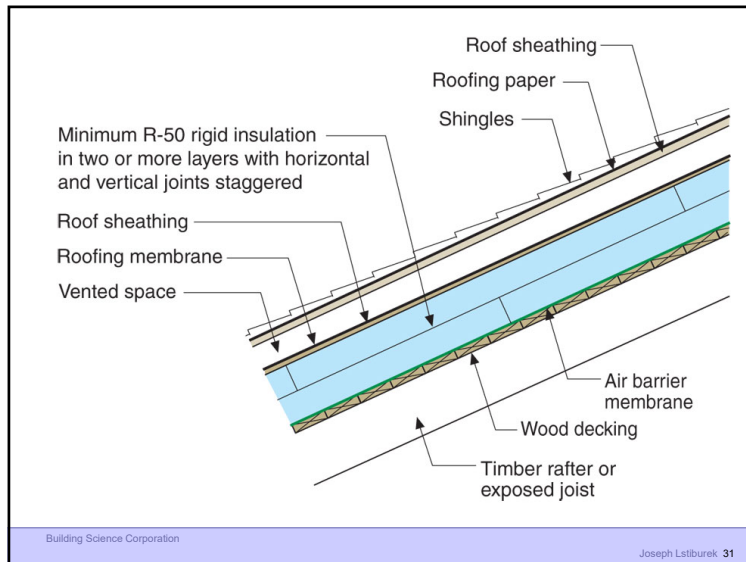 Roof sheathing
Roofing paper
Shingles
Minimum R-50 rigid insulation
in two or more layers with horizontal
and vertical joints staggered
Roof sheathing
Roofing membrane
Vented space
Air barrier
membrane
Wood decking
Timber rafter or
exposed joist
Building Science Corporation
Joseph Lstiburek 31